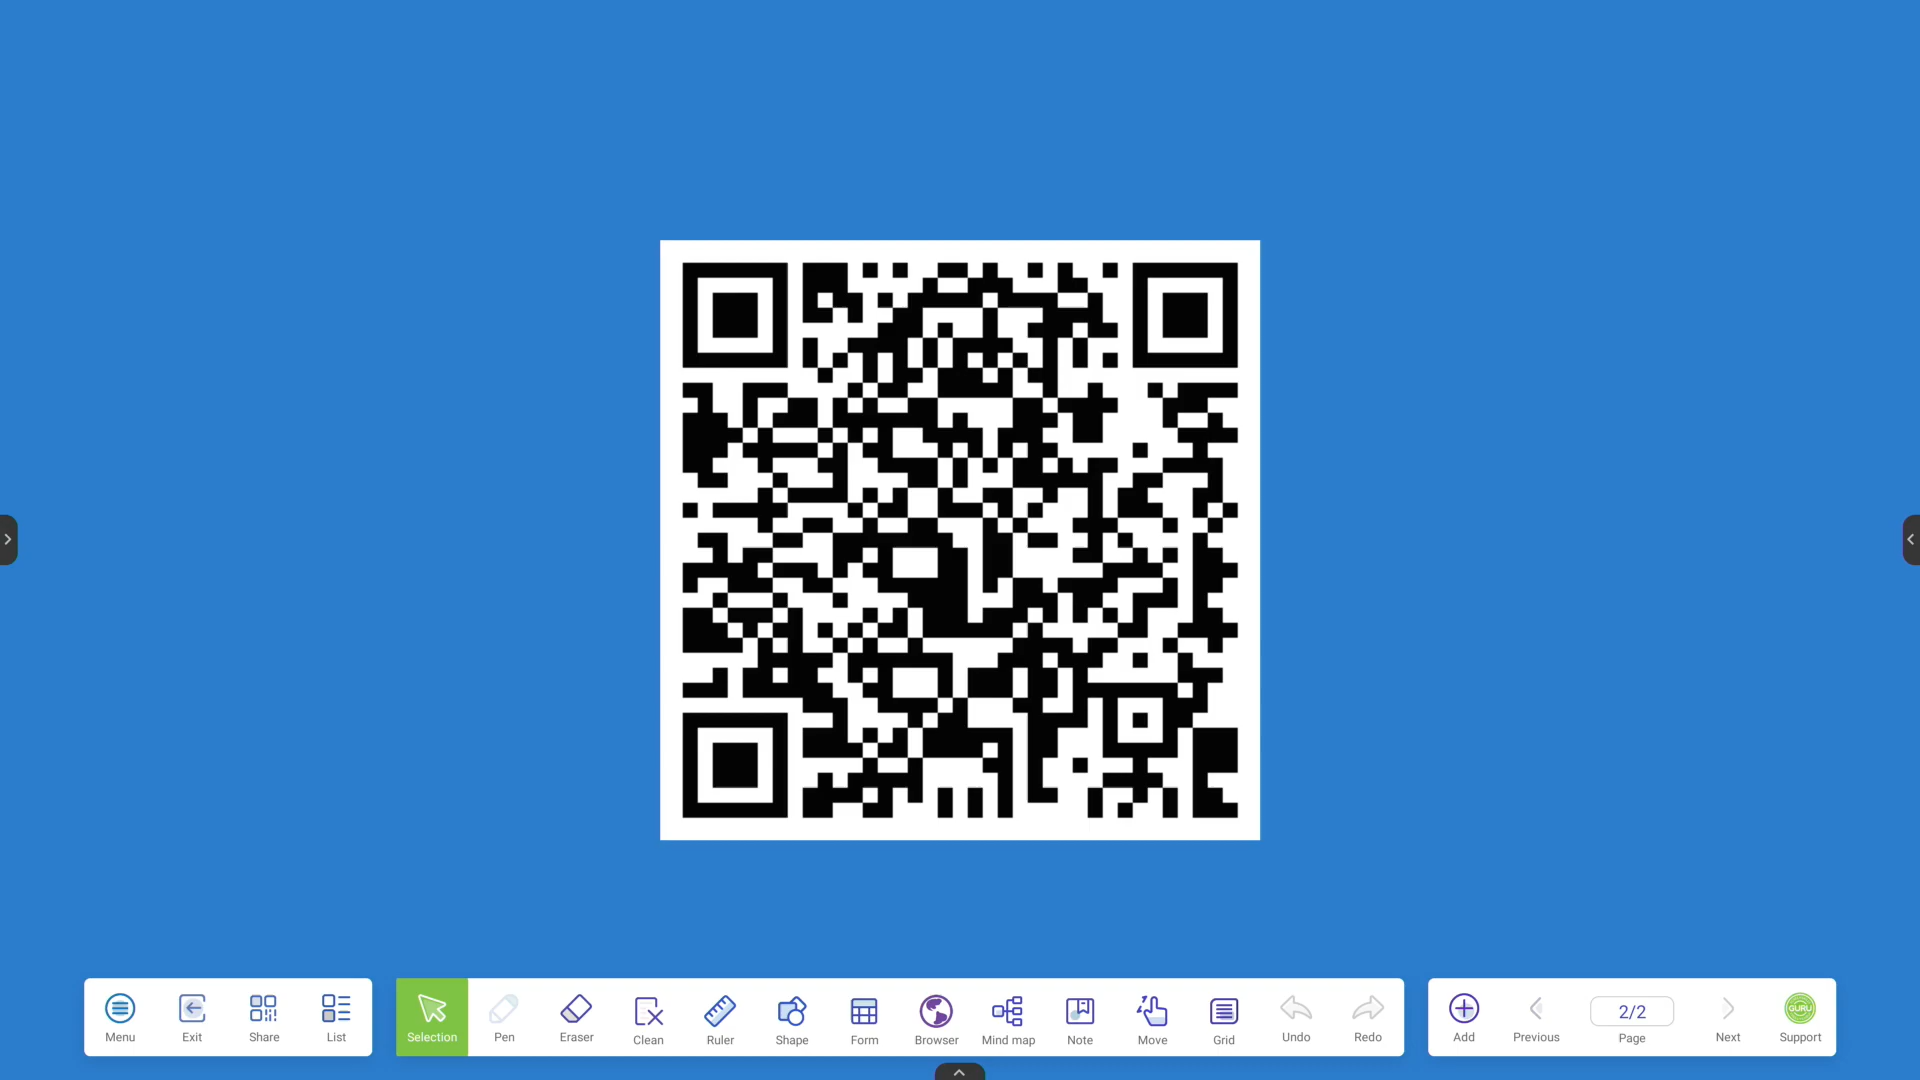 Menu
Exit
Share
List
Selection
Pen
Eraser
Clean
Ruler
Shape
Form
Browser
Mind map
Note
Move
Grid
Undo
Redo
Add
Previous
2/2
Page
Next
GURU
Support